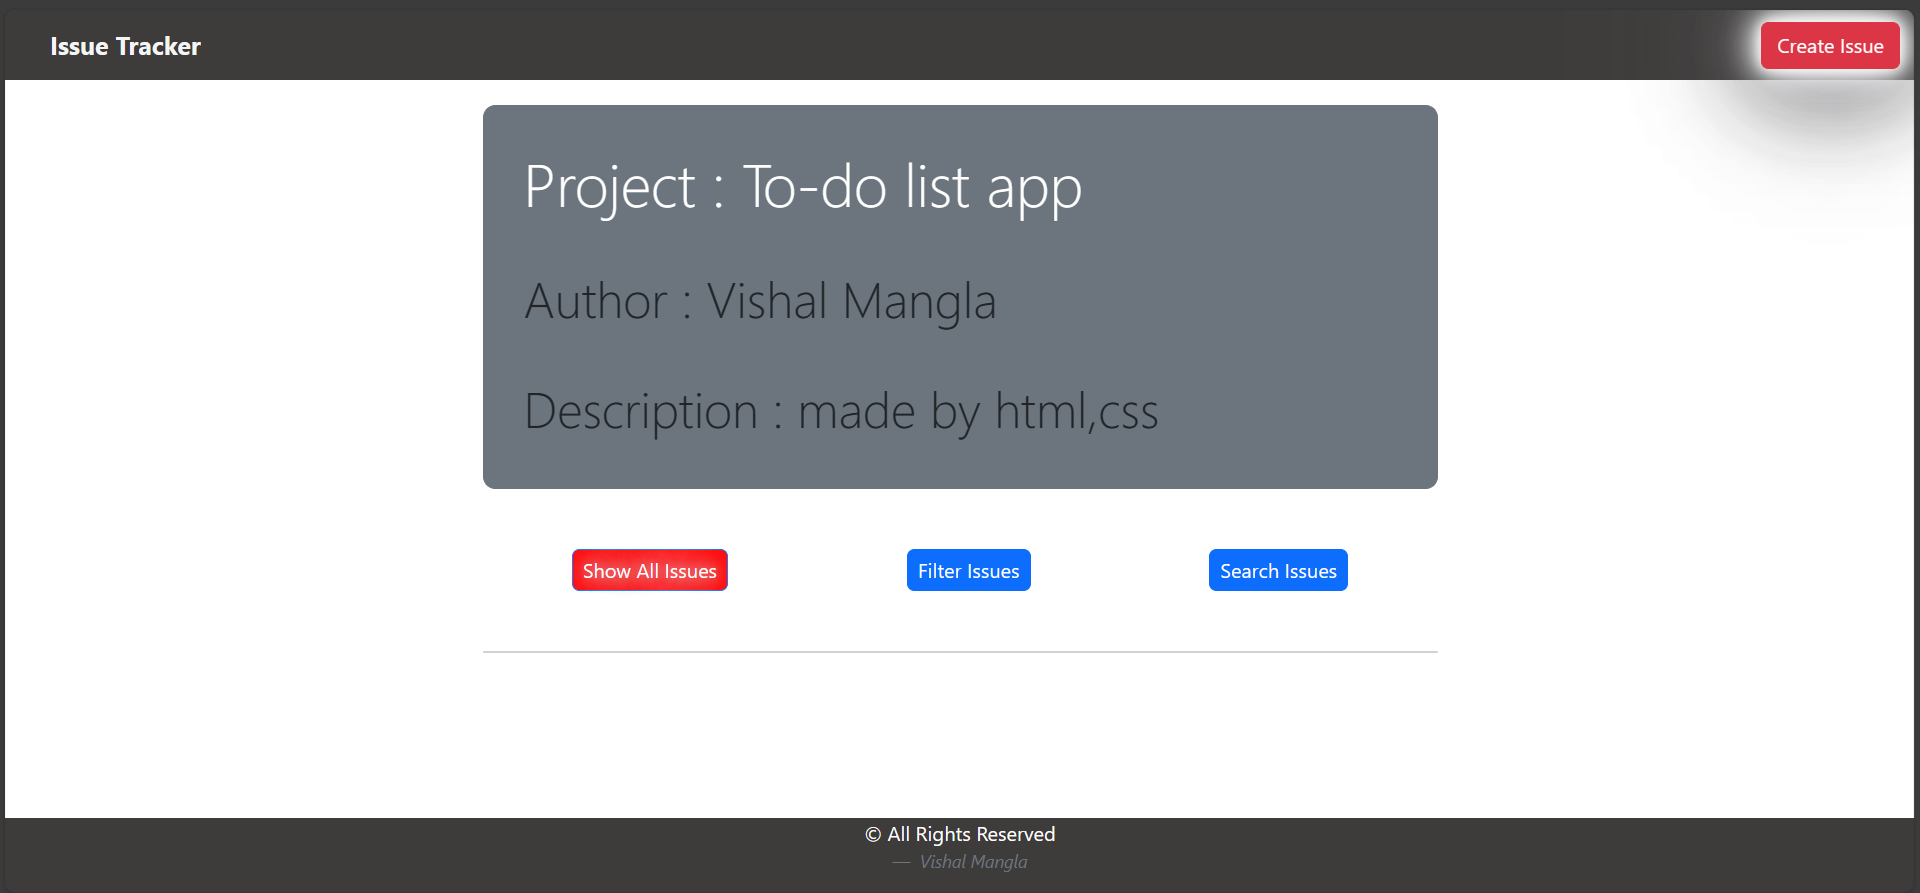 Issue Tracker
Create Issue
Project : To-do list app
Author : Vishal Mangla
Description : made by html,css
Show All Issues
Filter Issues
Search Issues
© All Rights Reserved
— Vishal Mangla